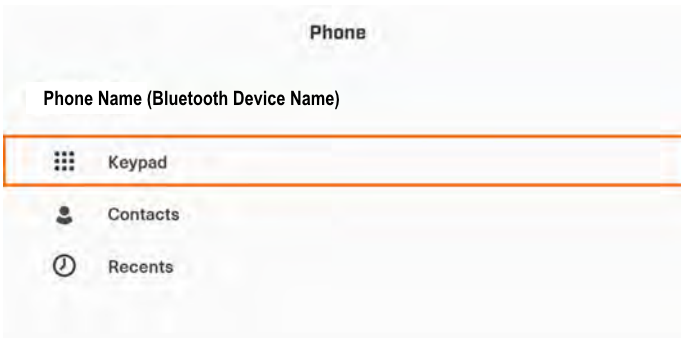 Phone
Phone Name (Bluetooth Device Name)
Keypad
Contacts
Recents